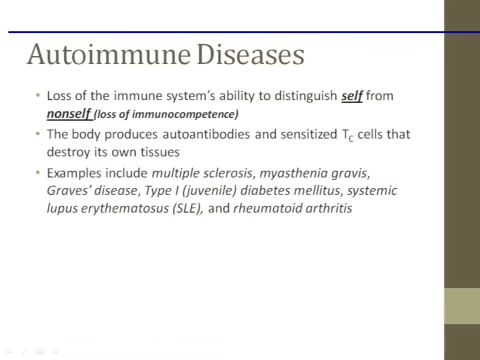 Autoimmune Diseases
• Loss of the immune system's ability to distinguish self from
nonself (loss of immunocompetence)
• The body produces autoantibodies and sensitized TC cells that
destroy its own tissues
• Examples include multiple sclerosis, myasthenia gravis,
Graves' disease, Type I (juvenile) diabetes mellitus, systemic
lupus erythematosus (SLE), and rheumatoid arthritis